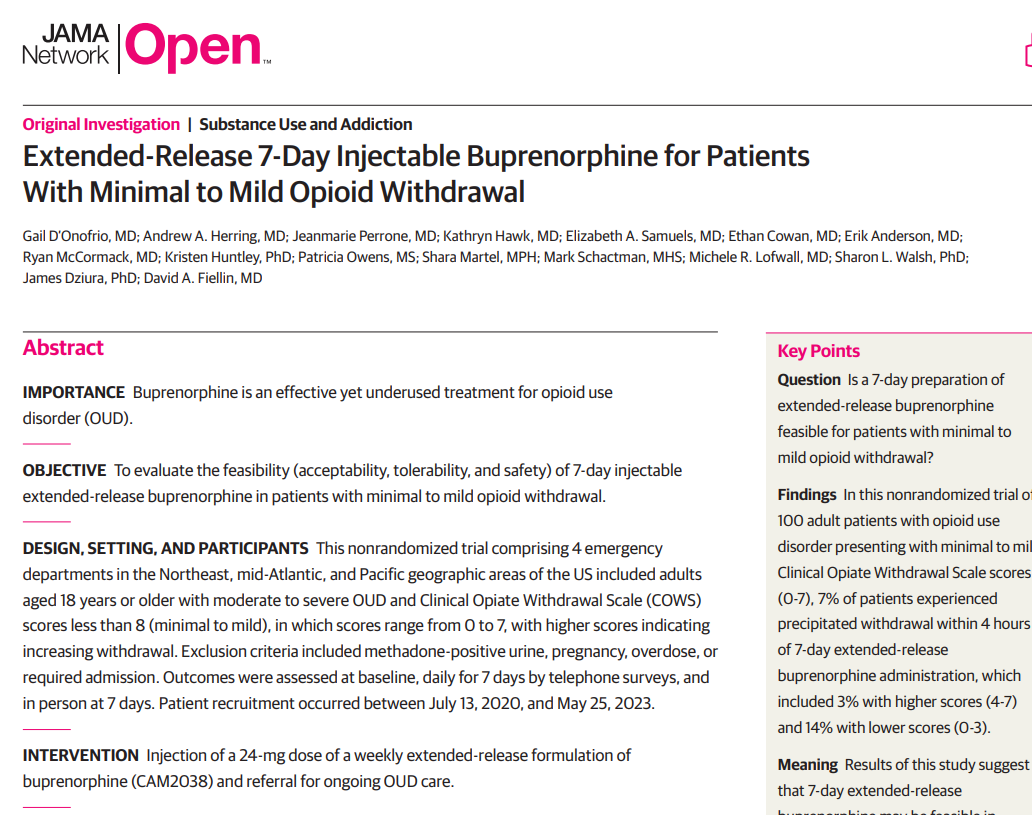 JAMA
Network
Open™
Original Investigation | Substance Use and Addiction
Extended-Release 7-Day Injectable Buprenorphine for Patients
With Minimal to Mild Opioid Withdrawal
Gail D'Onofrio, MD; Andrew A. Herring, MD; Jeanmarie Perrone, MD; Kathryn Hawk, MD; Elizabeth A. Samuels, MD; Ethan Cowan, MD; Erik Anderson, MD;
Ryan McCormack, MD; Kristen Huntley, PhD; Patricia Owens, MS; Shara Martel, MPH; Mark Schactman, MHS; Michele R. Lofwall, MD; Sharon L. Walsh, PhD;
James Dziura, PhD; David A. Fiellin, MD
Abstract
IMPORTANCE Buprenorphine is an effective yet underused treatment for opioid use
disorder (OUD).
OBJECTIVE To evaluate the feasibility (acceptability, tolerability, and safety) of 7-day injectable
extended-release buprenorphine in patients with minimal to mild opioid withdrawal.
DESIGN, SETTING, AND PARTICIPANTS This nonrandomized trial comprising 4 emergency
departments in the Northeast, mid-Atlantic, and Pacific geographic areas of the US included adults
aged 18 years or older with moderate to severe OUD and Clinical Opiate Withdrawal Scale (COWS)
scores less than 8 (minimal to mild), in which scores range from 0 to 7, with higher scores indicating
increasing withdrawal. Exclusion criteria included methadone-positive urine, pregnancy, overdose, or
required admission. Outcomes were assessed at baseline, daily for 7 days by telephone surveys, and
in person at 7 days. Patient recruitment occurred between July 13, 2020, and May 25, 2023.
INTERVENTION Injection of a 24-mg dose of a weekly extended-release formulation of
buprenorphine (CAM2038) and referral for ongoing OUD care.
Key Points
Question Is a 7-day preparation of
extended-release buprenorphine
feasible for patients with minimal to
mild opioid withdrawal?
Findings In this nonrandomized trial of
100 adult patients with opioid use
disorder presenting with minimal to mil
Clinical Opiate Withdrawal Scale scores
(0-7), 7% of patients experienced
precipitated withdrawal within 4 hours
of 7-day extended-release
buprenorphine administration, which
included 3% with higher scores (4-7)
and 14% with lower scores (0-3).
Meaning Results of this study suggest
that 7-day extended-release
buprenorphine may be feasible in